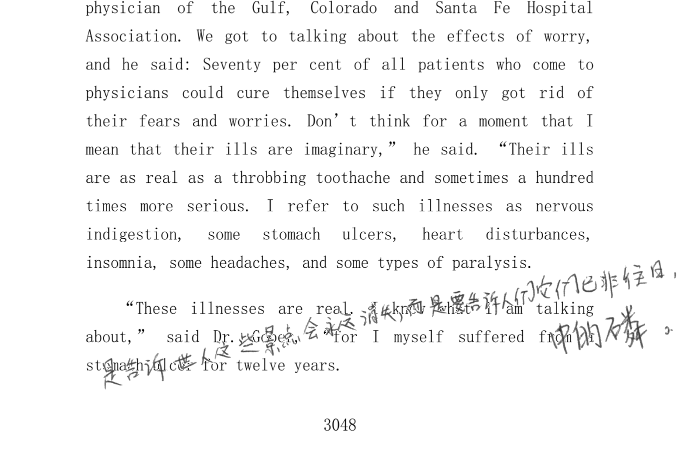 physician of the Gulf, Colorado and Santa Fe Hospital
Association. We got to talking about the effects of worry,
and he said: Seventy per cent of all patients who come to
physicians could cure themselves if they only got rid of
their fears and worries. Don't think for a moment that I
mean that their ills are imaginary,” he said. “Their ills
are as real as a throbbing toothache and sometimes a hundred
times more serious. I refer to such illnesses as nervous
indigestion, some stomach ulcers, heart disturbances,
insomnia, some headaches, and some types of paralysis.
“These illnesses are real. I know what I am talking
about,” said Dr. Gober, “for I myself suffered from a
stomach ulcer for twelve years.
是告诉世人这些景点会永远消失,而是要告诉人们它们已非往日,
中的磷。
3048